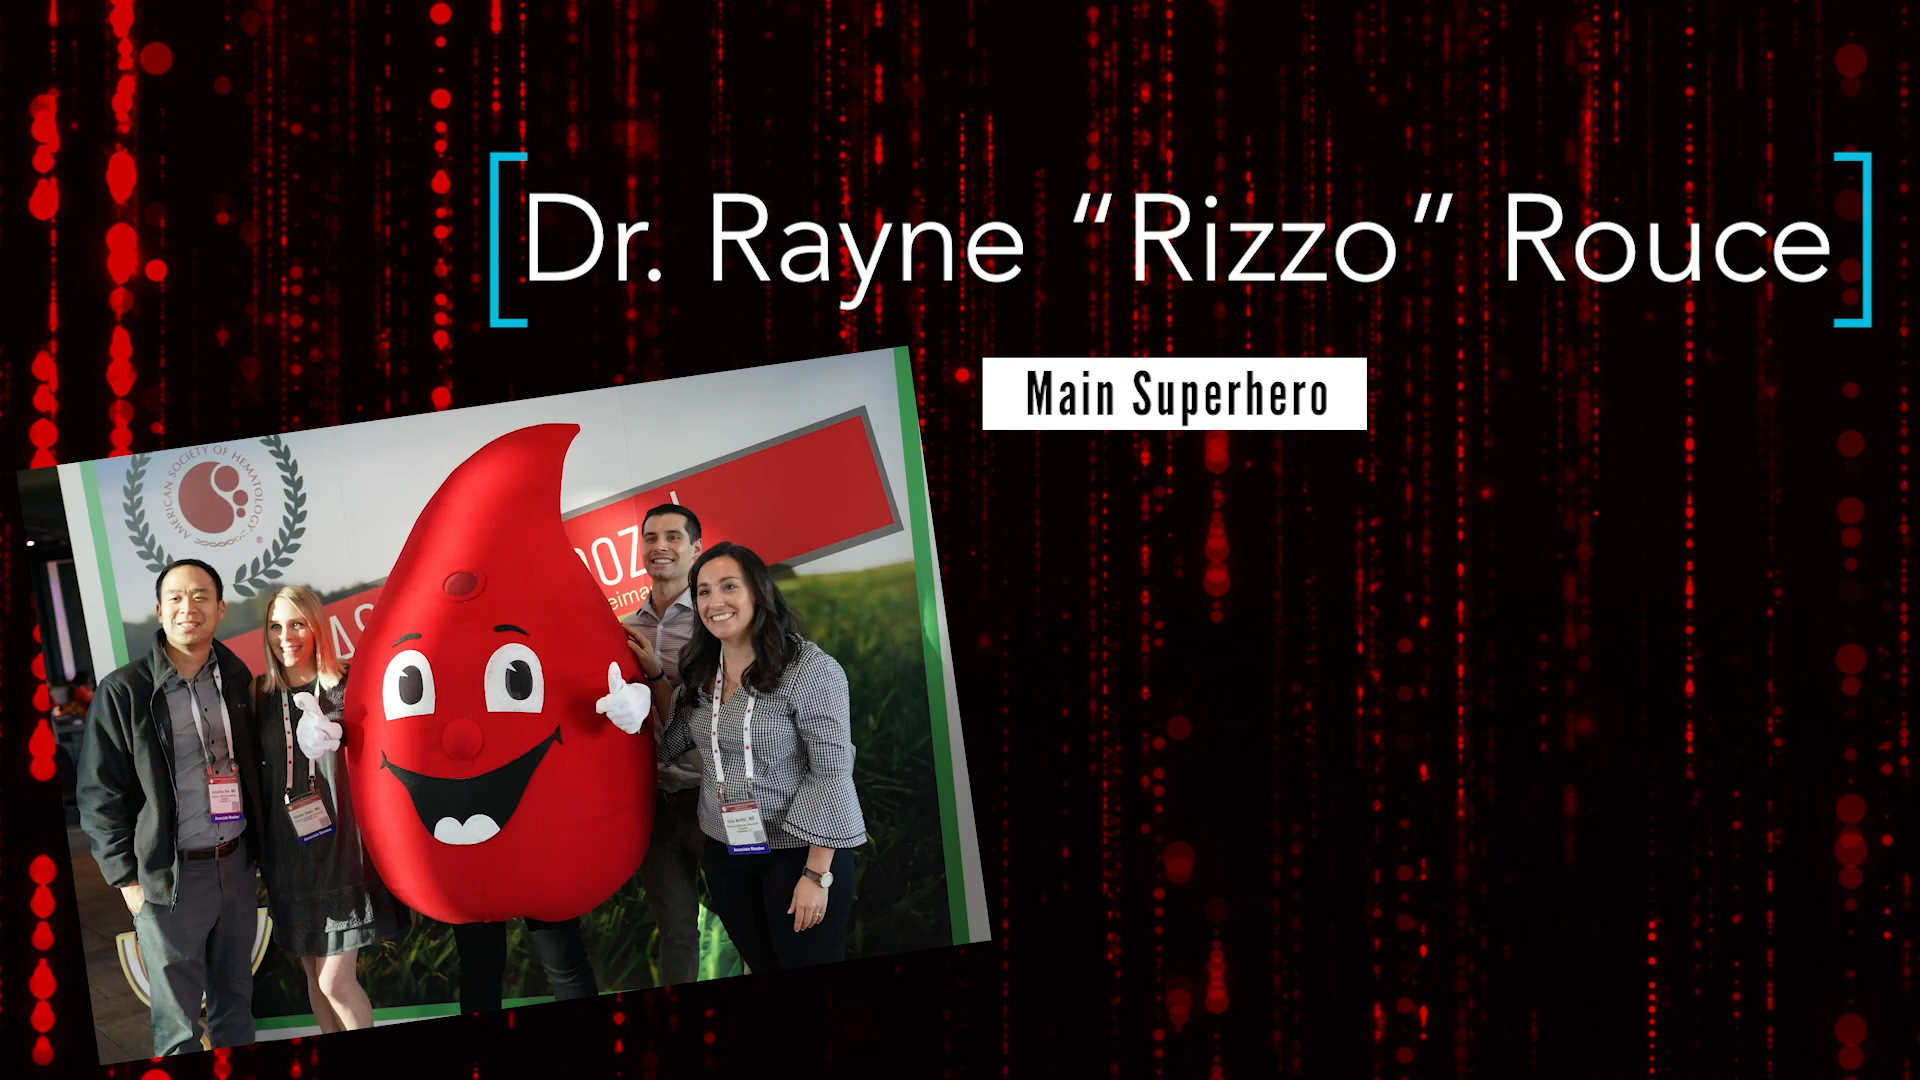 Dr. Rayne “Rizzo” Rouce
Main Superhero
AMERICAN SOCIETY OF HEMATOLOGY